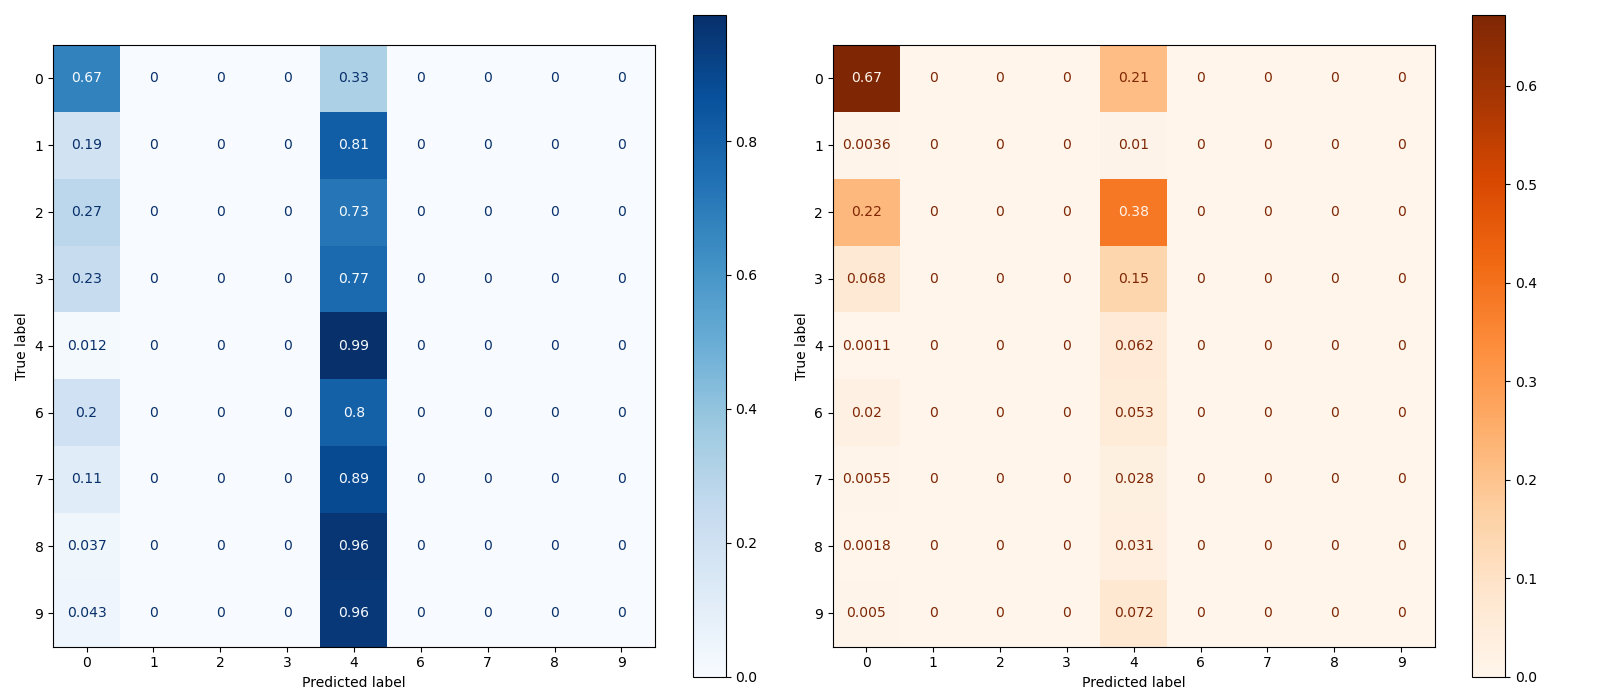 0 0.67 0 0 0 0.33 0 0 0 0
1 0.19 0 0 0 0.81 0 0 0 0
2 0.27 0 0 0 0.73 0 0 0 0
3 0.23 0 0 0 0.77 0 0 0 0
4 0.012 0 0 0 0.99 0 0 0 0
6 0.2 0 0 0 0.8 0 0 0 0
7 0.11 0 0 0 0.89 0 0 0 0
8 0.037 0 0 0 0.96 0 0 0 0
9 0.043 0 0 0 0.96 0 0 0 0
0 1 2 3 4 6 7 8 9
Predicted label
True label
0.8
0.6
0.4
0.2
0.0
0 0.67 0 0 0 0.21 0 0 0 0
1 0.0036 0 0 0 0.01 0 0 0 0
2 0.22 0 0 0 0.38 0 0 0 0
3 0.068 0 0 0 0.15 0 0 0 0
4 0.0011 0 0 0 0.062 0 0 0 0
6 0.02 0 0 0 0.053 0 0 0 0
7 0.0055 0 0 0 0.028 0 0 0 0
8 0.0018 0 0 0 0.031 0 0 0 0
9 0.005 0 0 0 0.072 0 0 0 0
0 1 2 3 4 6 7 8 9
Predicted label
True label
0.6
0.5
0.4
0.3
0.2
0.1
0.0